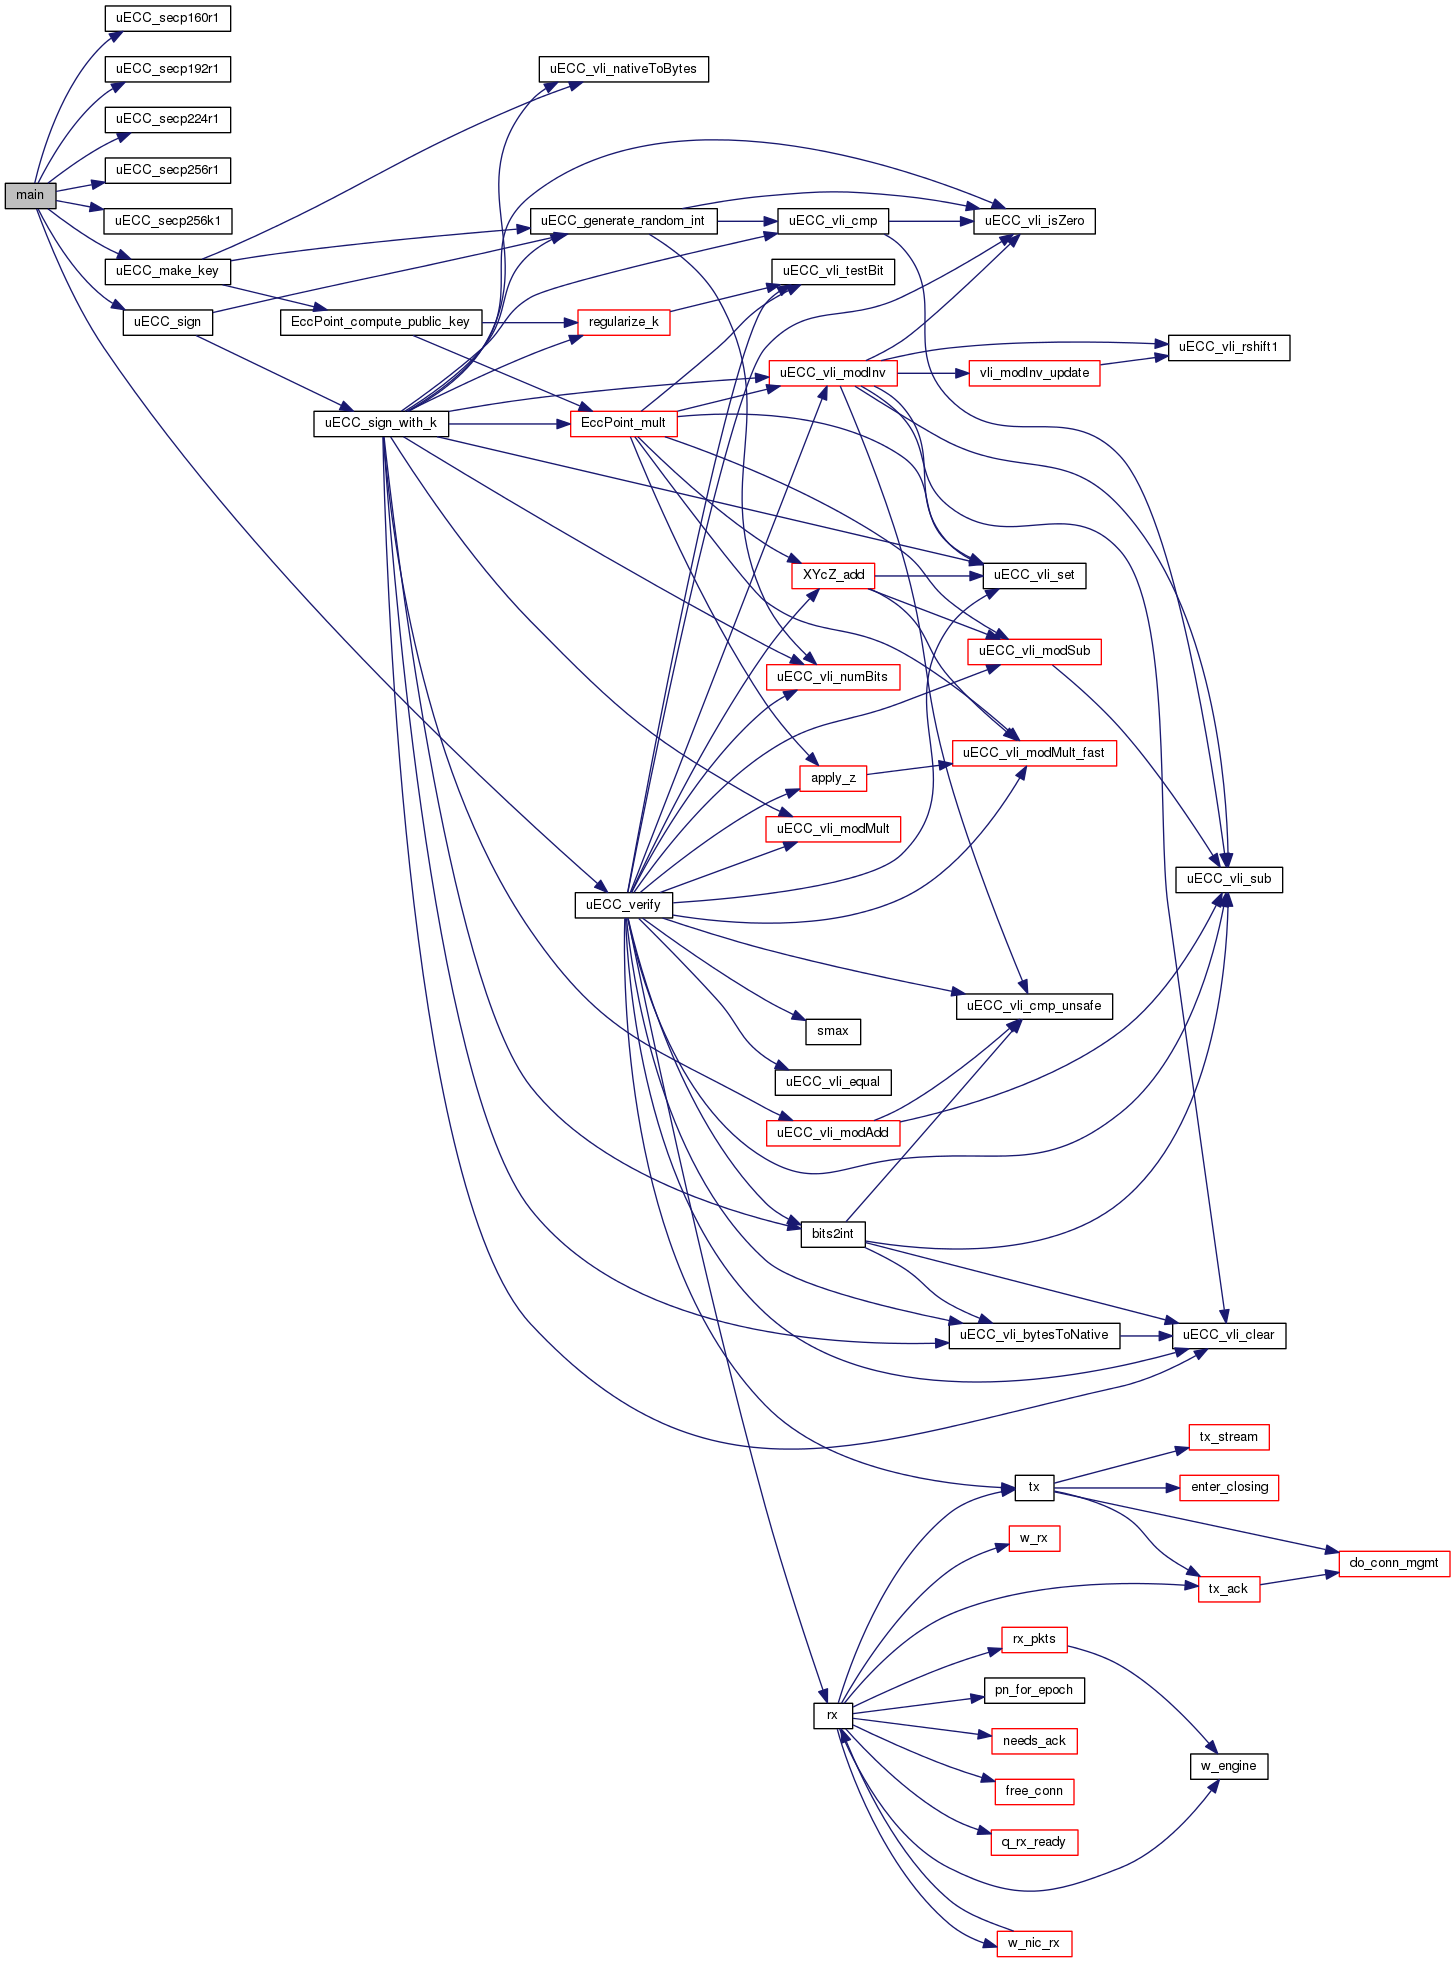 uECC_secp160r1
uECC_secp192r1
uECC_vli_nativeToBytes
uECC_secp224r1
uECC_secp256r1
main
uECC_secp256k1
uECC_generate_random_int
uECC_vli_cmp
uECC_vli_isZero
uECC_make_key
uECC_vli_testBit
uECC_sign
EccPoint_compute_public_key
regularize_k
uECC_vli_rshift1
uECC_vli_modInv
vli_modInv_update
uECC_sign_with_k
EccPoint_mult
XYcZ_add
uECC_vli_set
uECC_vli_modSub
uECC_vli_numBits
uECC_vli_modMult_fast
apply_z
uECC_vli_modMult
uECC_vli_sub
uECC_verify
uECC_vli_cmp_unsafe
smax
uECC_vli_equal
uECC_vli_modAdd
bits2int
uECC_vli_bytesToNative
uECC_vli_clear
tx_stream
tx
enter_closing
w_rx
do_conn_mgmt
tx_ack
rx_pkts
pn_for_epoch
rx
needs_ack
w_engine
free_conn
q_rx_ready
w_nic_rx